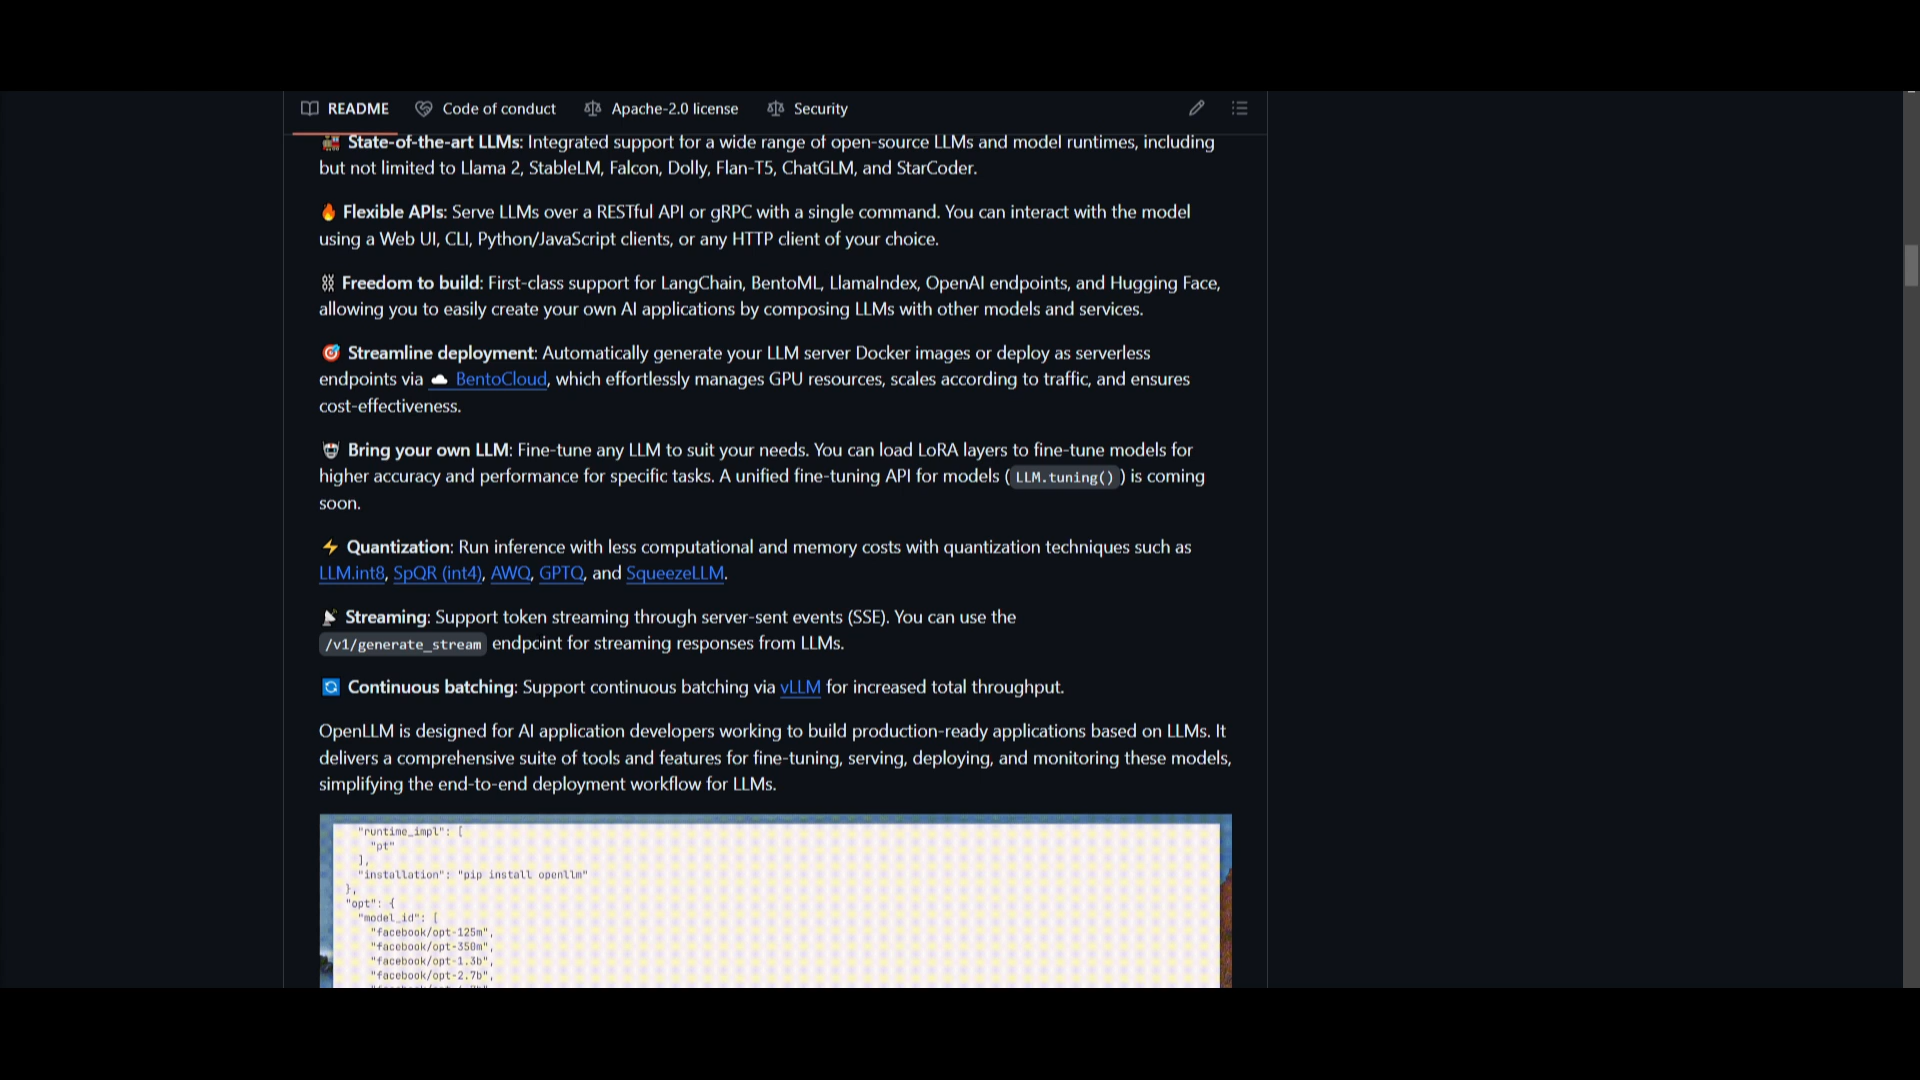 README Code of conduct Apache-2.0 license Security
State-of-the-art LLMs: Integrated support for a wide range of open-source LLMs and model runtimes, including
but not limited to Llama 2, StableLM, Falcon, Dolly, Flan-T5, ChatGLM, and StarCoder.
Flexible APIs: Serve LLMs over a RESTful API or gRPC with a single command. You can interact with the model
using a Web UI, CLI, Python/JavaScript clients, or any HTTP client of your choice.
Freedom to build: First-class support for LangChain, BentoML, LlamaIndex, OpenAI endpoints, and Hugging Face,
allowing you to easily create your own AI applications by composing LLMs with other models and services.
Streamline deployment: Automatically generate your LLM server Docker images or deploy as serverless
endpoints via BentoCloud, which effortlessly manages GPU resources, scales according to traffic, and ensures
cost-effectiveness.
Bring your own LLM: Fine-tune any LLM to suit your needs. You can load LoRA layers to fine-tune models for
higher accuracy and performance for specific tasks. A unified fine-tuning API for models ( LLM.tuning() ) is coming
soon.
Quantization: Run inference with less computational and memory costs with quantization techniques such as
LLM.int8, SpQR (int4), AWQ, GPTQ, and SqueezeLLM.
Streaming: Support token streaming through server-sent events (SSE). You can use the
/v1/generate_stream endpoint for streaming responses from LLMs.
Continuous batching: Support continuous batching via vLLM for increased total throughput.
OpenLLM is designed for AI application developers working to build production-ready applications based on LLMs. It
delivers a comprehensive suite of tools and features for fine-tuning, serving, deploying, and monitoring these models,
simplifying the end-to-end deployment workflow for LLMs.
"runtime_impl": [
"pt"
],
"installation": "pip install openllm"
},
"opt": {
"model_id": [
"facebook/opt-125m",
"facebook/opt-350m",
"facebook/opt-1.3b",
"facebook/opt-2.7b",